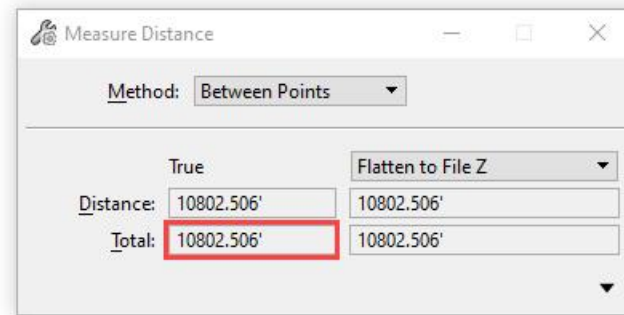 Measure Distance
Method: Between Points
True Flatten to File Z
Distance: 10802.506' 10802.506'
Total: 10802.506' 10802.506'